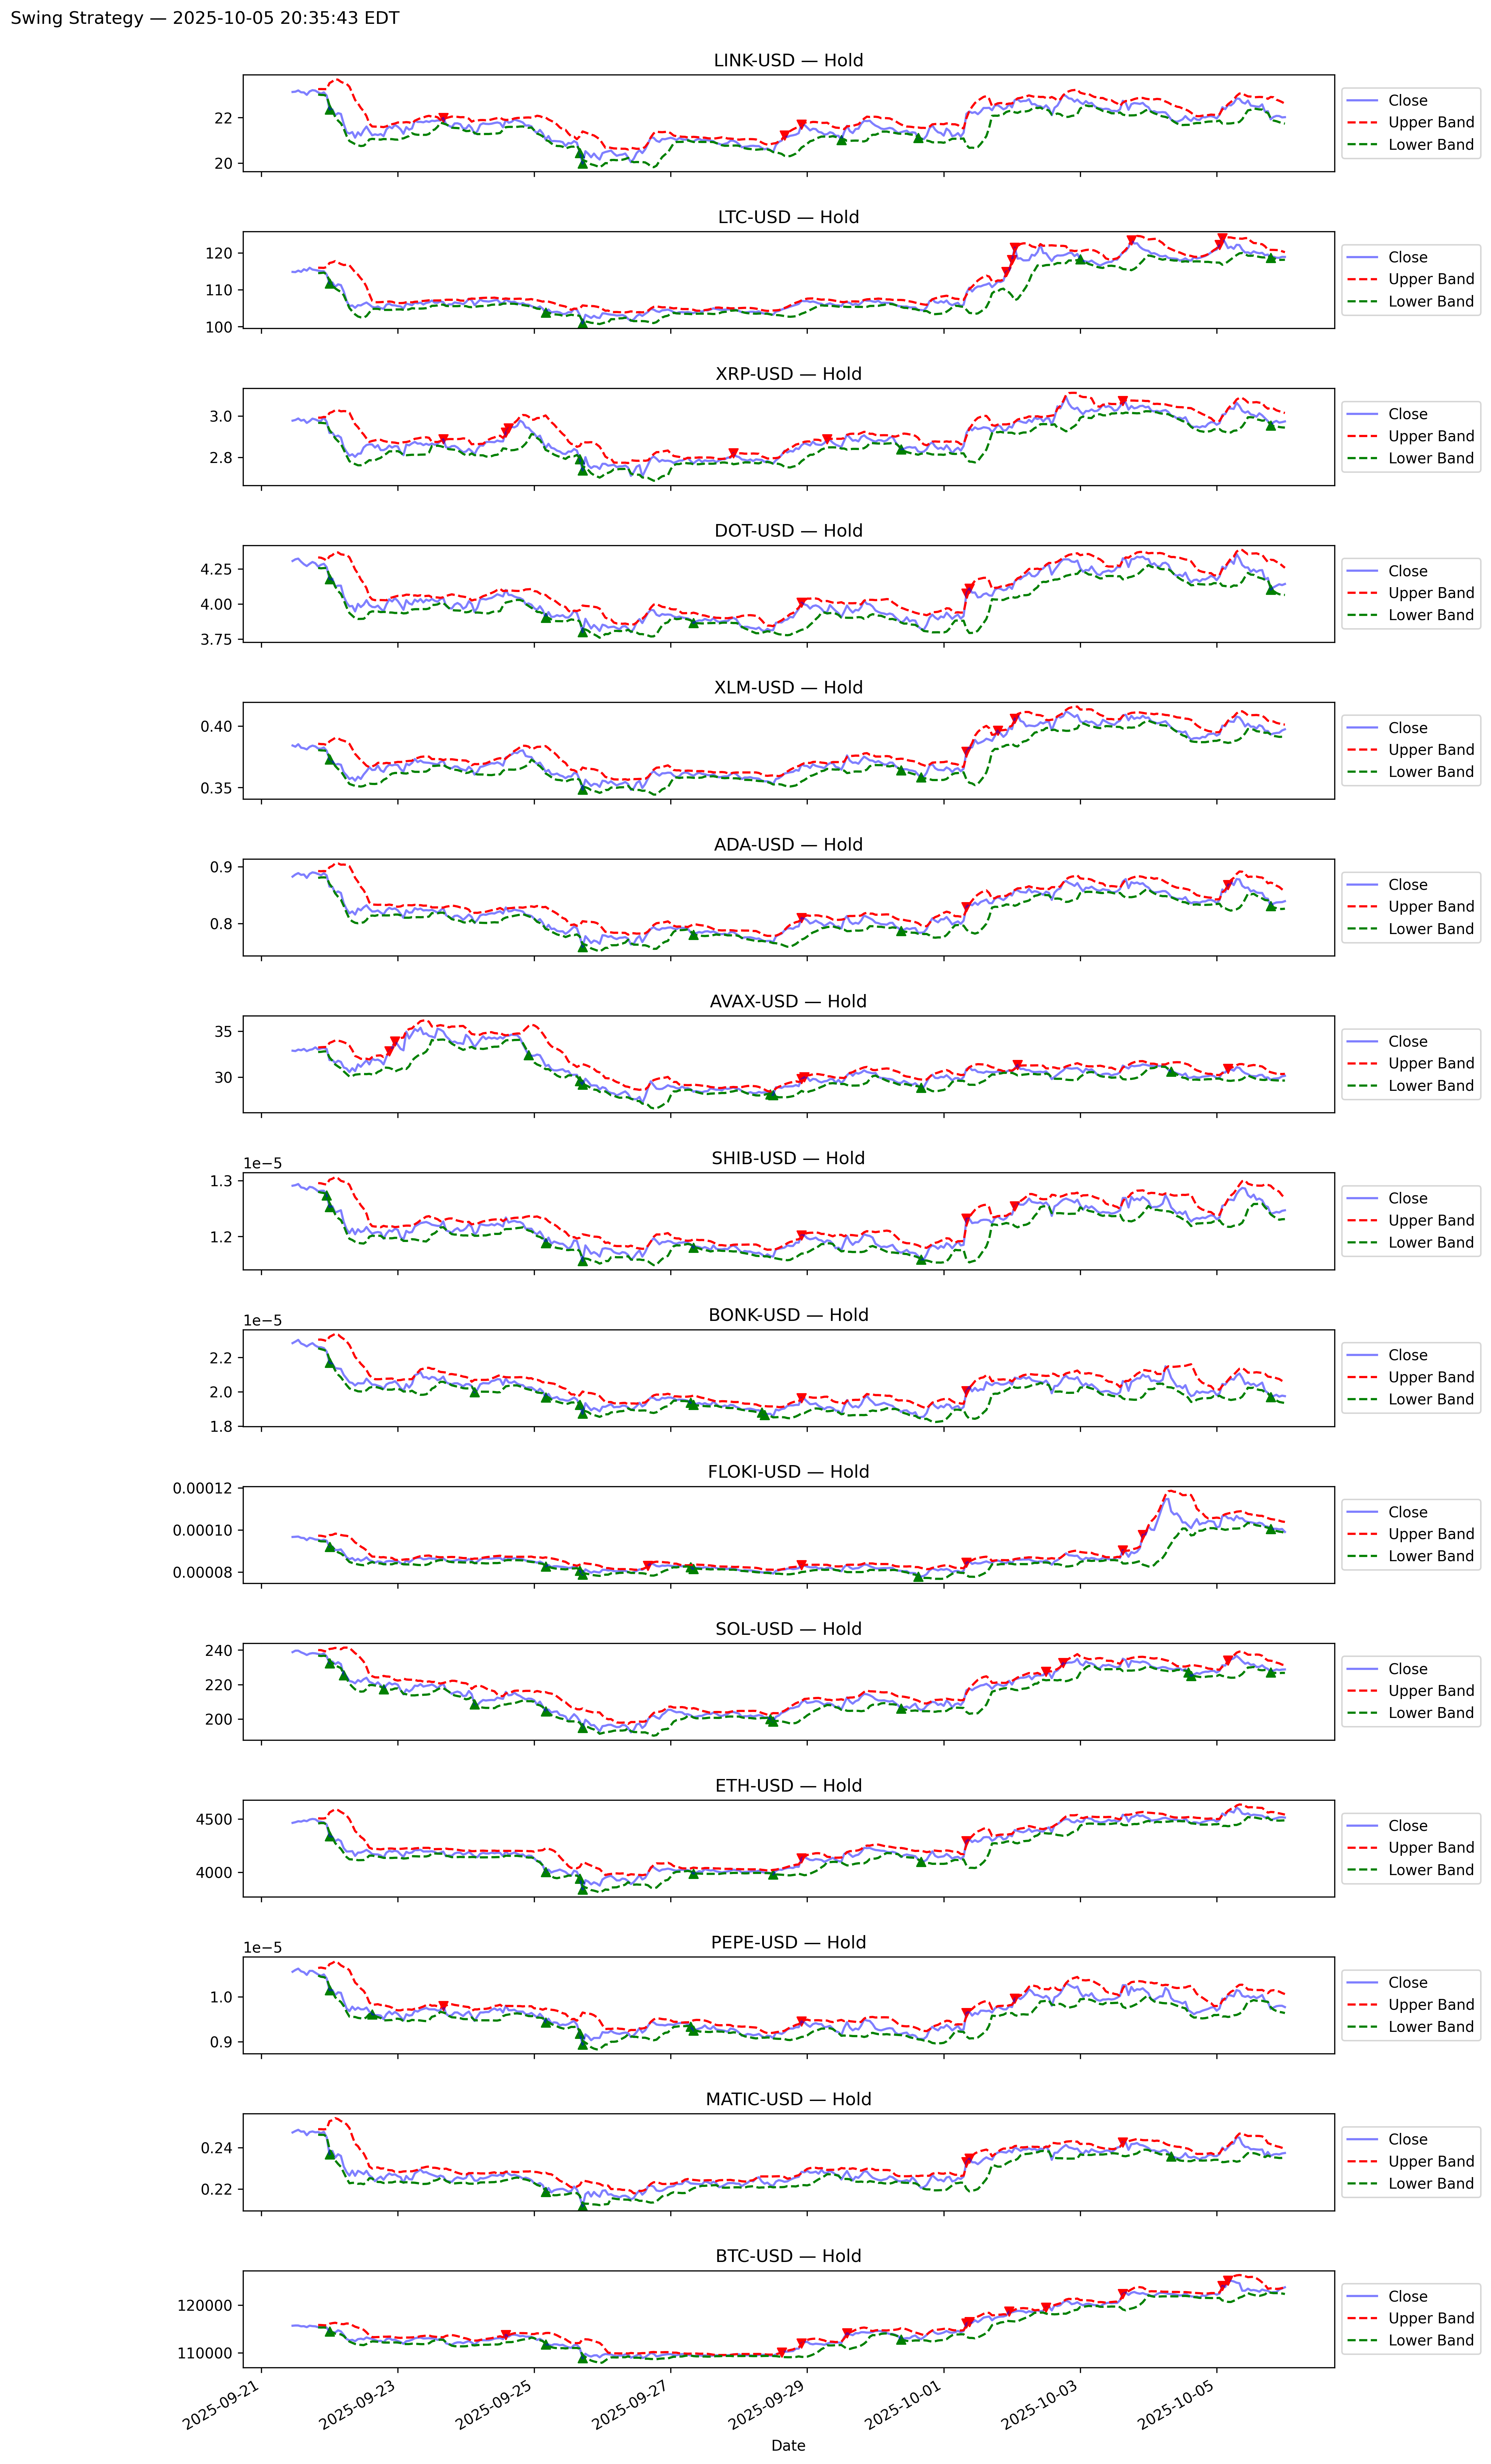 Swing Strategy — 2025-10-05 20:35:43 EDT
LINK-USD — Hold
22
20
Close
Upper Band
Lower Band
LTC-USD — Hold
120
110
100
Close
Upper Band
Lower Band
XRP-USD — Hold
3.0
2.8
Close
Upper Band
Lower Band
DOT-USD — Hold
4.25
4.00
3.75
Close
Upper Band
Lower Band
XLM-USD — Hold
0.40
0.35
Close
Upper Band
Lower Band
ADA-USD — Hold
0.9
0.8
Close
Upper Band
Lower Band
AVAX-USD — Hold
35
30
Close
Upper Band
Lower Band
SHIB-USD — Hold
1e−5
1.3
1.2
Close
Upper Band
Lower Band
BONK-USD — Hold
1e−5
2.2
2.0
1.8
Close
Upper Band
Lower Band
FLOKI-USD — Hold
0.00012
0.00010
0.00008
Close
Upper Band
Lower Band
SOL-USD — Hold
240
220
200
Close
Upper Band
Lower Band
ETH-USD — Hold
4500
4000
Close
Upper Band
Lower Band
PEPE-USD — Hold
1e−5
1.0
0.9
Close
Upper Band
Lower Band
MATIC-USD — Hold
0.24
0.22
Close
Upper Band
Lower Band
BTC-USD — Hold
120000
110000
Close
Upper Band
Lower Band
2025-09-21
2025-09-23
2025-09-25
2025-09-27
2025-09-29
2025-10-01
2025-10-03
2025-10-05
Date